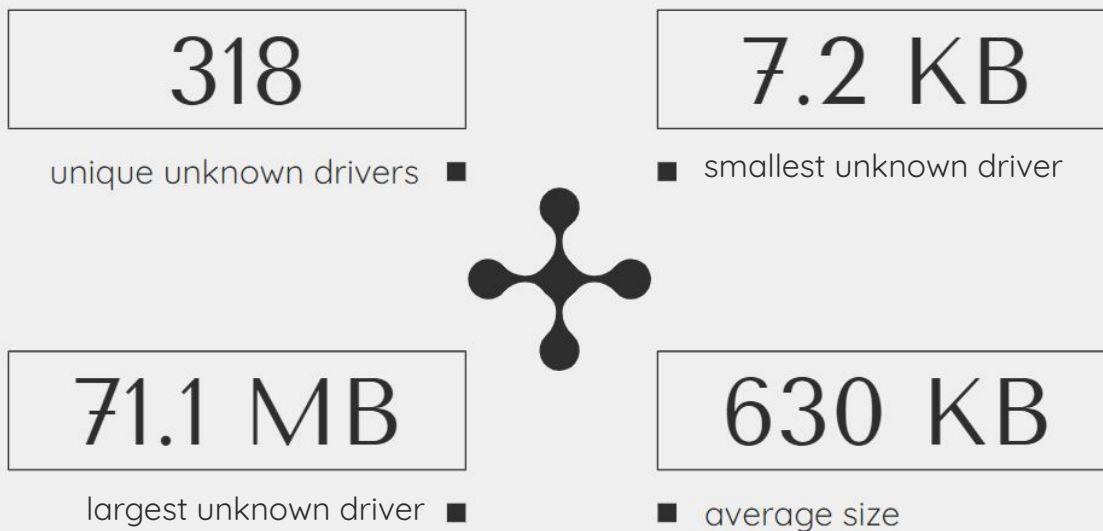 318
unique unknown drivers
7.2 KB
smallest unknown driver
71.1 MB
largest unknown driver
630 KB
average size